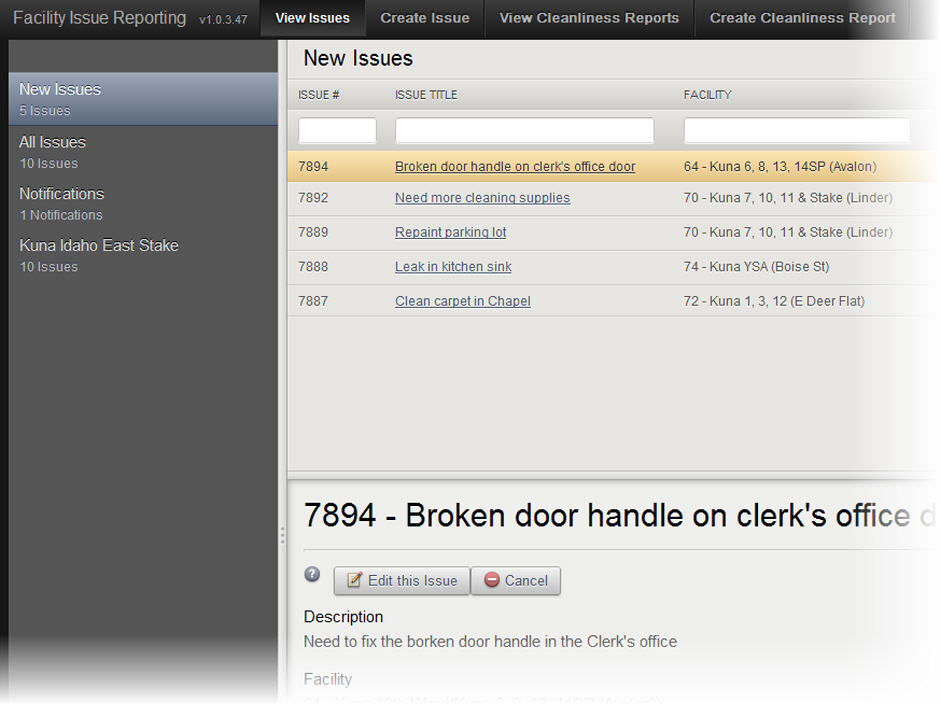 Facility Issue Reporting v1.0.3.47 View Issues Create Issue View Cleanliness Reports Create Cleanliness Report
New Issues
5 Issues
All Issues
10 Issues
Notifications
1 Notifications
Kuna Idaho East Stake
10 Issues
New Issues
ISSUE # ISSUE TITLE FACILITY
7894 Broken door handle on clerk's office door 64 - Kuna 6, 8, 13, 14SP (Avalon)
7892 Need more cleaning supplies 70 - Kuna 7, 10, 11 & Stake (Linder)
7889 Repaint parking lot 70 - Kuna 7, 10, 11 & Stake (Linder)
7888 Leak in kitchen sink 74 - Kuna YSA (Boise St)
7887 Clean carpet in Chapel 72 - Kuna 1, 3, 12 (E Deer Flat)
7894 - Broken door handle on clerk's office d
Edit this Issue Cancel
Description
Need to fix the borken door handle in the Clerk's office
Facility